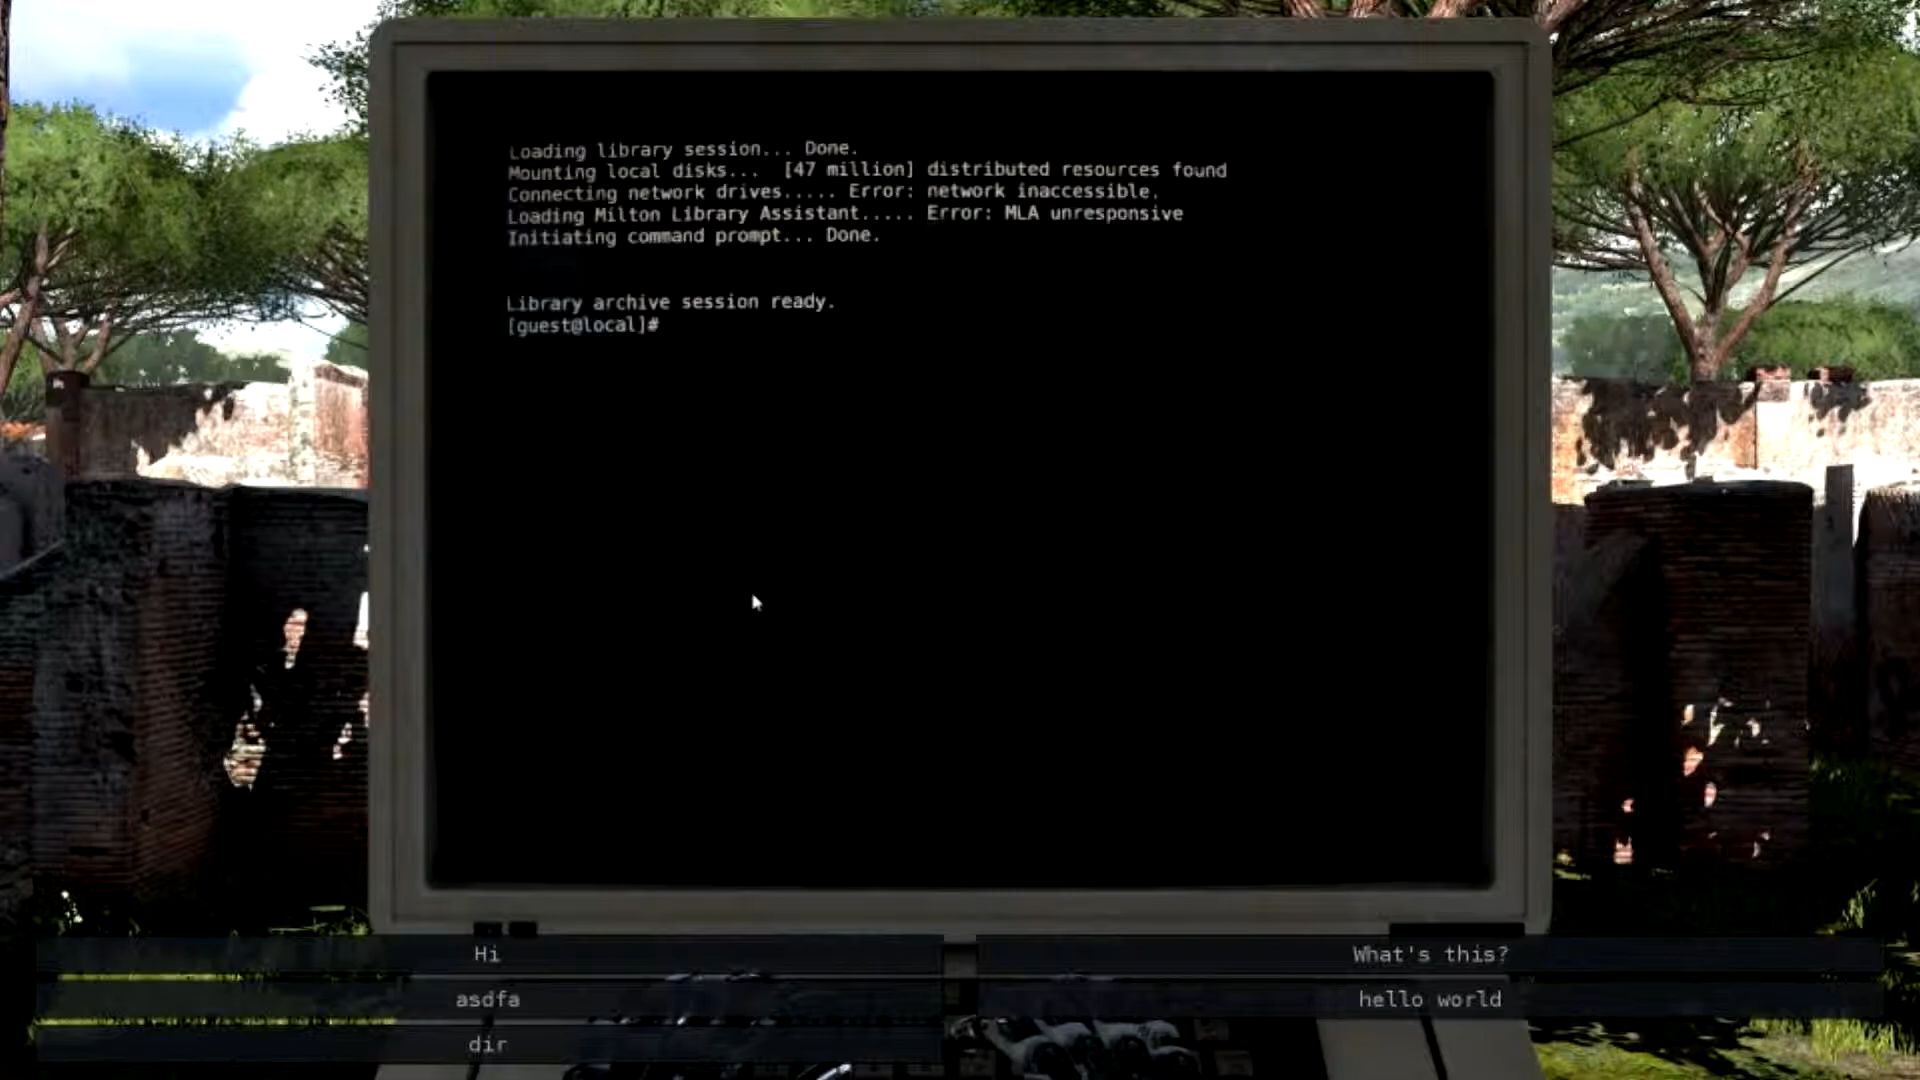 Loading library session... Done.
Mounting local disks...  [47 million] distributed resources found
Connecting network drives..... Error: network inaccessible.
Loading Milton Library Assistant..... Error: MLA unresponsive
Initiating command prompt... Done.
Library archive session ready.
[guest@local]#
Hi
What's this?
asdfa
hello world
dir